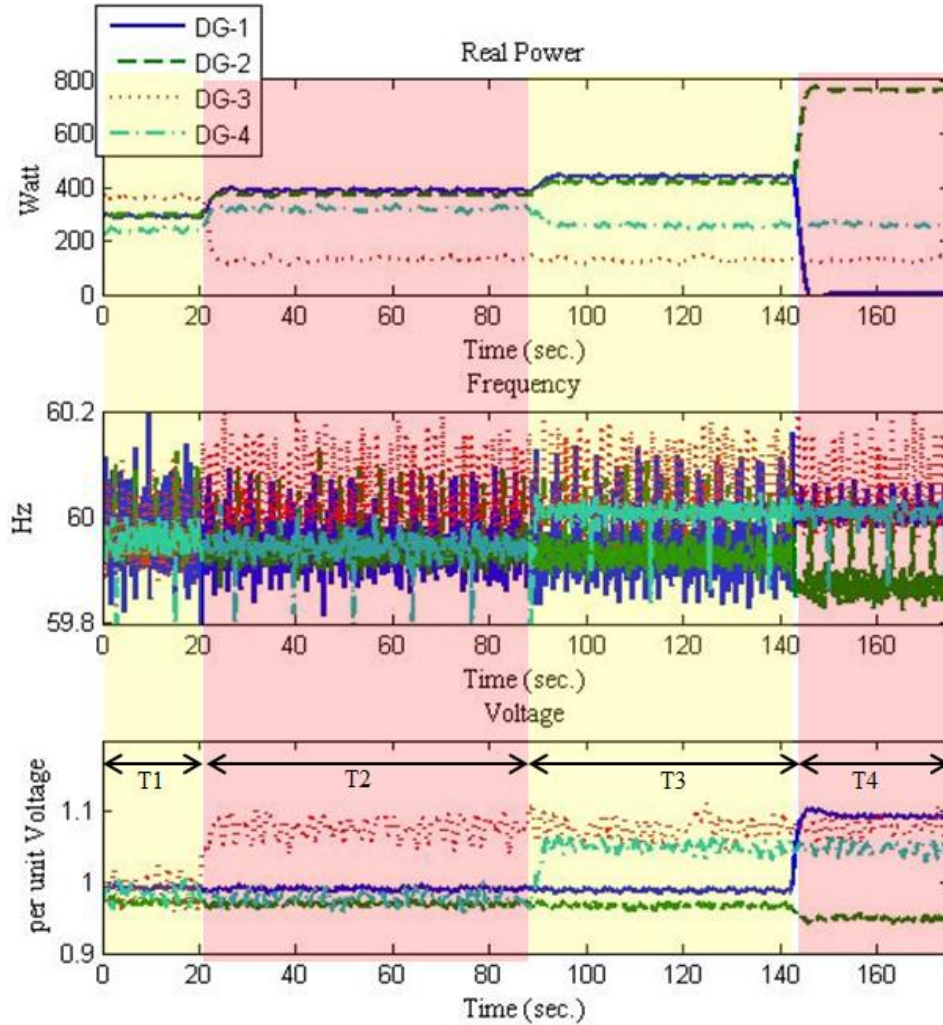 DG-1
DG-2
DG-3
DG-4
Real Power
800
600
400
200
0
Watt
0 20 40 60 80 100 120 140 160
Time (sec.)
Frequency
60.2
60
59.8
Hz
0 20 40 60 80 100 120 140 160
Time (sec.)
Voltage
T1 T2 T3 T4
1.1
1
0.9
per unit Voltage
0 20 40 60 80 100 120 140 160
Time (sec.)